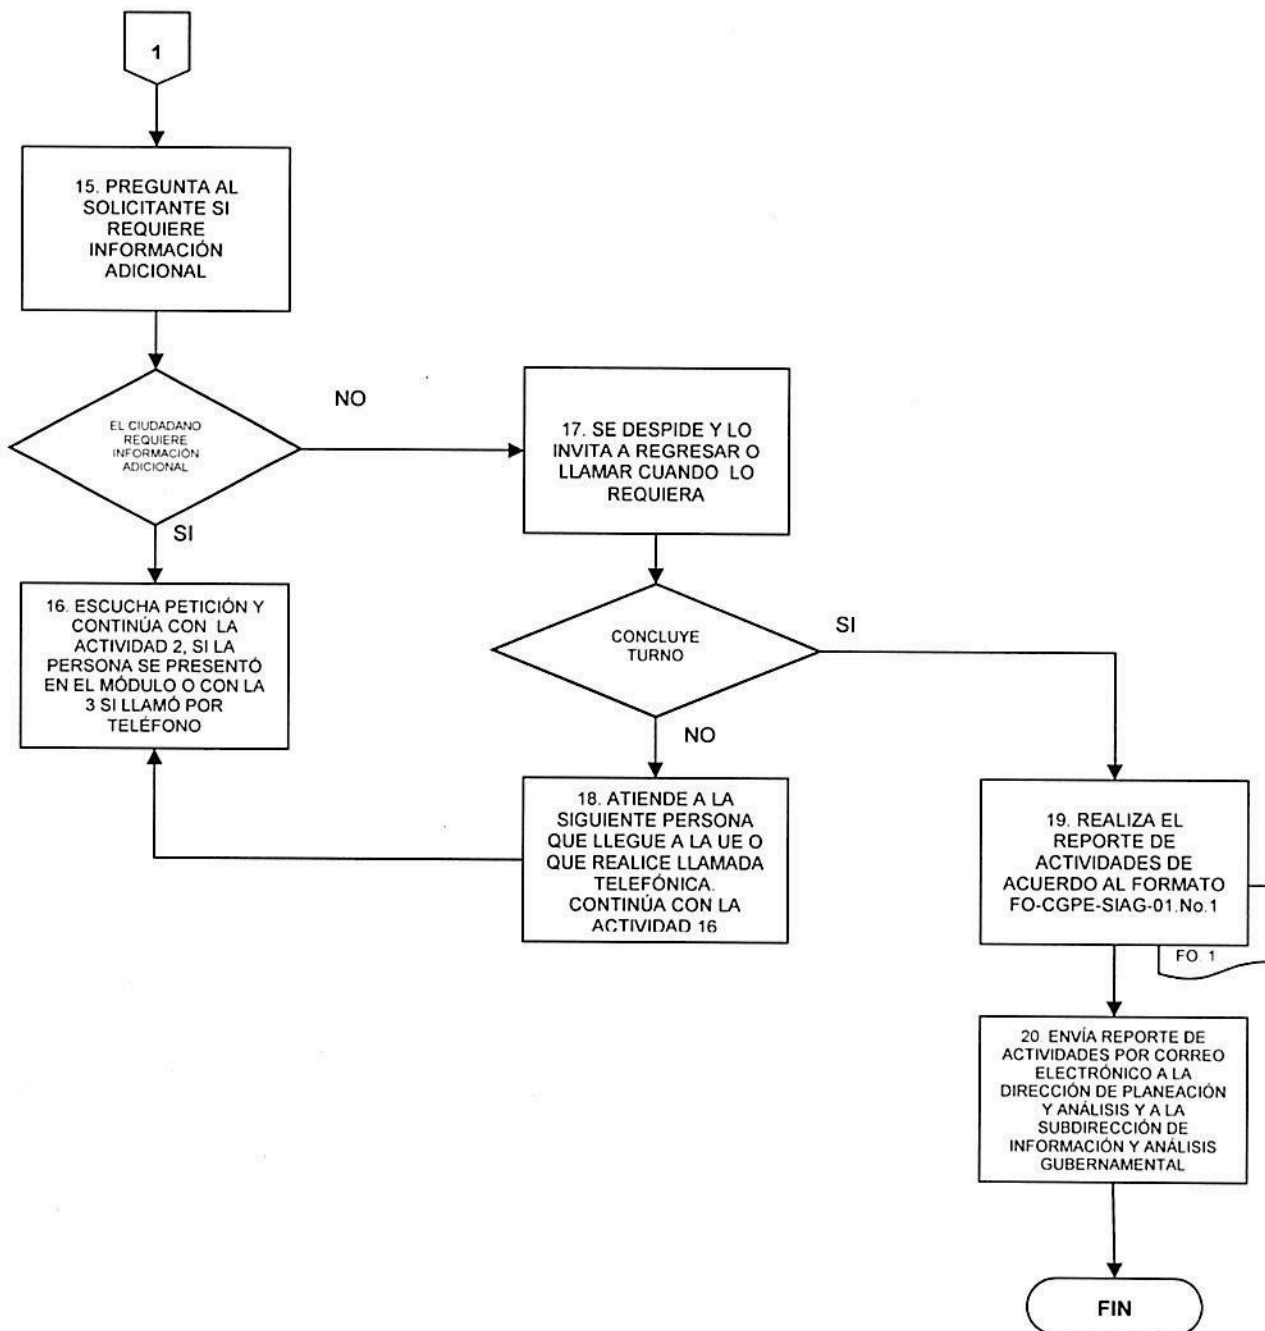 1
15. PREGUNTA AL
SOLICITANTE SI
REQUIERE
INFORMACIÓN
ADICIONAL
EL CIUDADANO
REQUIERE
INFORMACIÓN
ADICIONAL
NO
SI
16. ESCUCHA PETICIÓN Y
CONTINÚA CON LA
ACTIVIDAD 2, SI LA
PERSONA SE PRESENTÓ
EN EL MÓDULO O CON LA
3 SI LLAMÓ POR
TELÉFONO
17. SE DESPIDE Y LO
INVITA A REGRESAR O
LLAMAR CUANDO LO
REQUIERA
CONCLUYE
TURNO
SI
NO
18. ATIENDE A LA
SIGUIENTE PERSONA
QUE LLEGUE A LA UE O
QUE REALICE LLAMADA
TELEFÓNICA.
CONTINÚA CON LA
ACTIVIDAD 16
19. REALIZA EL
REPORTE DE
ACTIVIDADES DE
ACUERDO AL FORMATO
FO-CGPE-SIAG-01.No.1
FO. 1
20. ENVÍA REPORTE DE
ACTIVIDADES POR CORREO
ELECTRÓNICO A LA
DIRECCIÓN DE PLANEACIÓN
Y ANÁLISIS Y A LA
SUBDIRECCIÓN DE
INFORMACIÓN Y ANÁLISIS
GUBERNAMENTAL
FIN